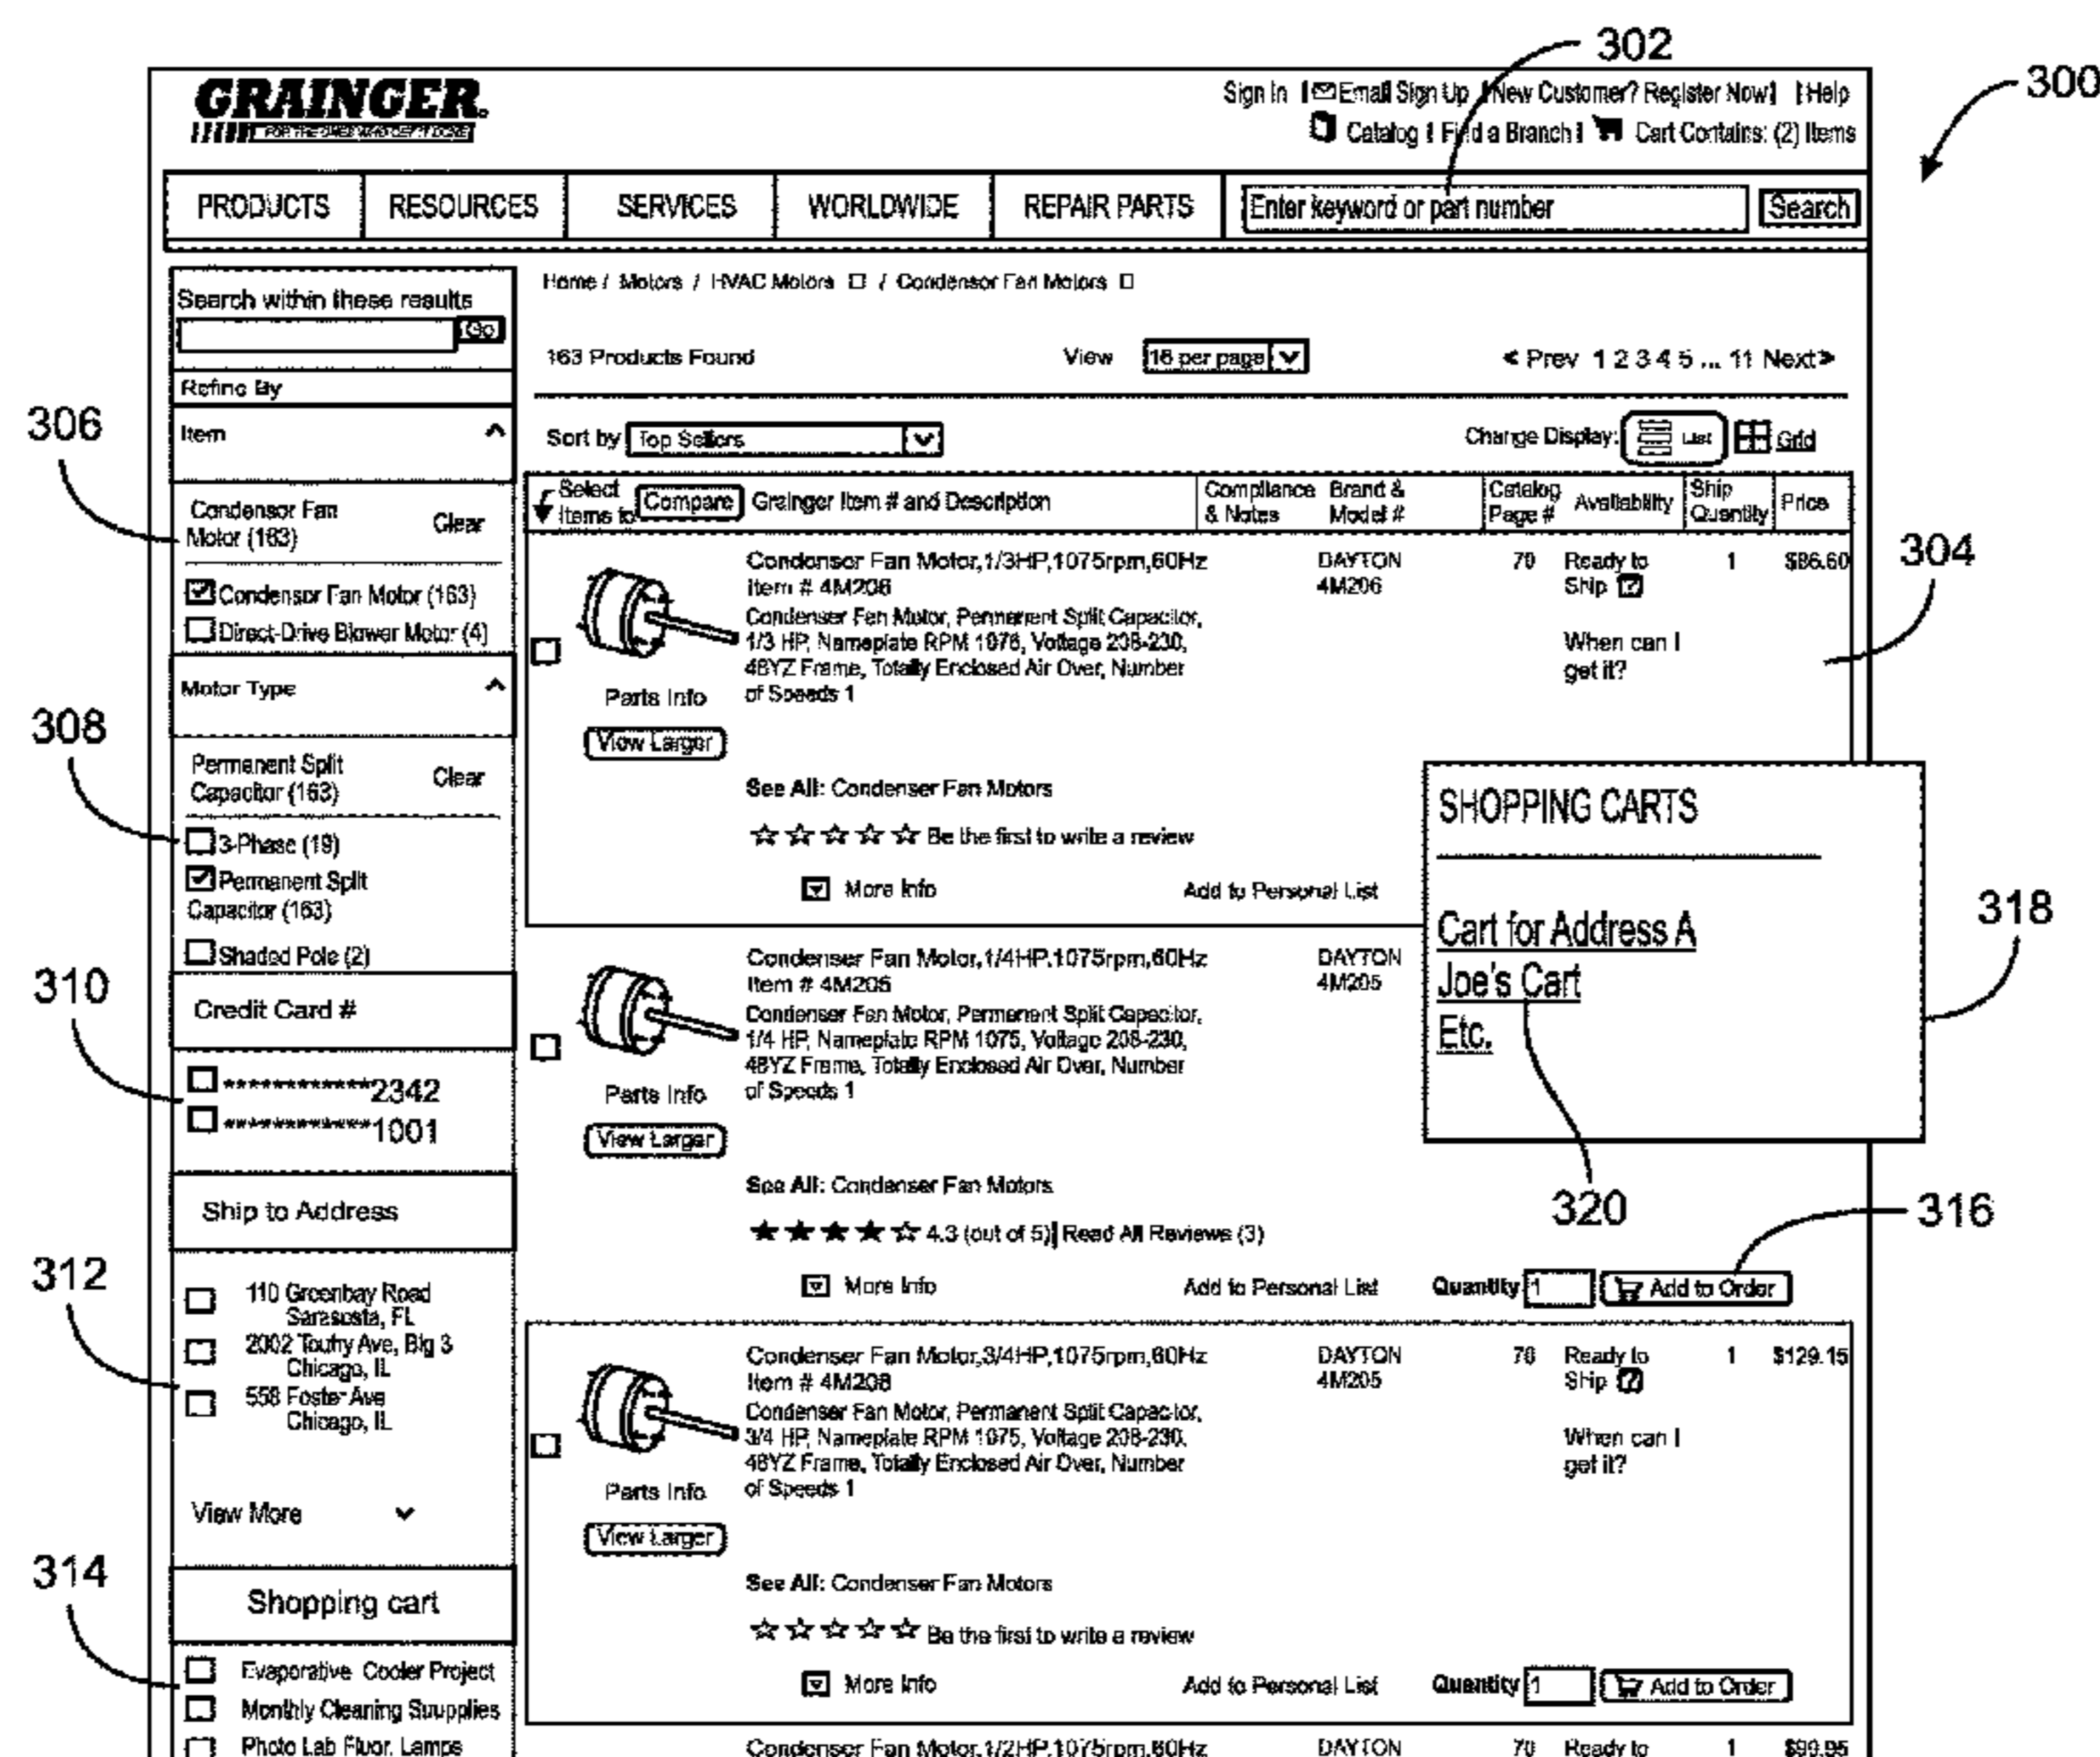 302
300
GRAINGER.
FOR THE ONES WHO GET IT DONE
Sign In | Email Sign Up | New Customer? Register Now | Help
Catalog | Find a Branch | Cart Contains: (2) Items
PRODUCTS RESOURCES SERVICES WORLDWIDE REPAIR PARTS Enter keyword or part number Search
Search within these results
Go
Refine By
306
Item
Condensor Fan Motor (163) Clear
Condensor Fan Motor (163)
Direct-Drive Blower Motor (4)
Motor Type
308
Permanent Split
Capacitor (163) Clear
3-Phase (19)
Permanent Split
Capacitor (163)
Shaded Pole (2)
310
Credit Card #
************2342
************1001
Ship to Address
312
110 Greenbay Road
Sarasosta, FL
2002 Touhy Ave, Blg 3
Chicago, IL
558 Foster Ave
Chicago, IL
View More
314
Shopping cart
Evaporative Cooler Project
Monthly Cleaning Suupplies
Photo Lab Fluor. Lamps
Home / Motors / HVAC Motors / Condensor Fan Motors
163 Products Found View 16 per page < Prev 1 2 3 4 5 ... 11 Next >
Sort by Top Sellers Change Display: List Grid
Select Items to Compare Grainger Item # and Description Compliance & Notes Brand & Model # Catalog Page # Availability Ship Quantity Price
304
Condensor Fan Motor,1/3HP,1075rpm,60Hz DAYTON 70 Ready to 1 $86.60
Item # 4M206 4M206 Ship
Condenser Fan Motor, Permanent Split Capacitor,
1/3 HP, Nameplate RPM 1075, Voltage 208-230, When can I
48YZ Frame, Totally Enclosed Air Over, Number get it?
of Speeds 1
Parts Info
View Larger
See All: Condenser Fan Motors
Be the first to write a review
More Info Add to Personal List
SHOPPING CARTS
Cart for Address A
Joe's Cart
Etc.
318
320
316
Condenser Fan Motor,1/4HP.1075rpm,60Hz DAYTON
Item # 4M205 4M205
Condenser Fan Motor, Permanent Split Capacitor,
1/4 HP, Nameplate RPM 1075, Voltage 208-230,
48YZ Frame, Totally Enclosed Air Over, Number
of Speeds 1
Parts Info
View Larger
See All: Condenser Fan Motors
4.3 (out of 5)| Read All Reviews (3)
More Info Add to Personal List Quantity 1 Add to Order
Condenser Fan Motor,3/4HP,1075rpm,60Hz DAYTON 70 Ready to 1 $129.15
Item # 4M208 4M205 Ship
Condenser Fan Motor, Permanent Split Capacitor,
3/4 HP, Nameplate RPM 1075, Voltage 208-230, When can I
48YZ Frame, Totally Enclosed Air Over, Number get it?
of Speeds 1
Parts Info
View Larger
See All: Condenser Fan Motors
Be the first to write a review
More Info Add to Personal List Quantity 1 Add to Order
Condenser Fan Motor,1/2HP,1075rpm,60Hz DAYTON 70 Ready to 1 $99.95